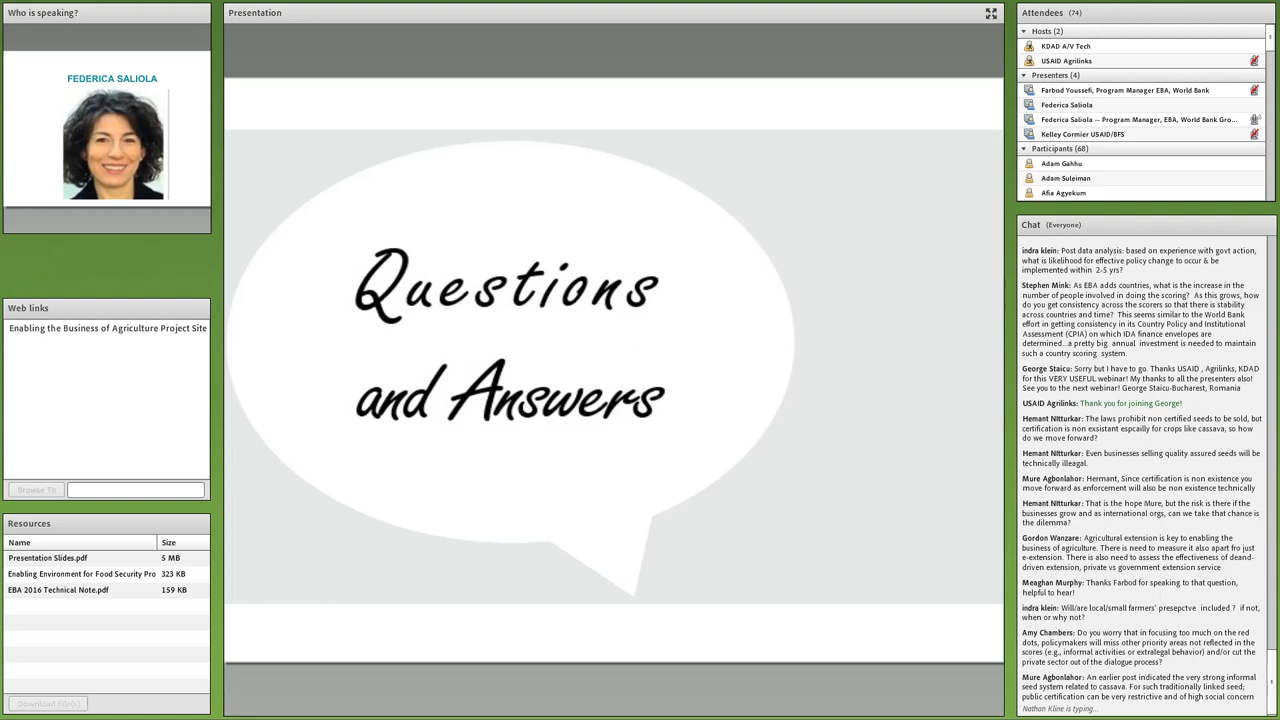 Who is speaking?
FEDERICA SALIOLA
Web links
Enabling the Business of Agriculture Project Site
Browse To
Resources
Name Size
Presentation Slides.pdf 5 MB
Enabling Environment for Food Security Pro 323 KB
EBA 2016 Technical Note.pdf 159 KB
Download File(s)
Presentation
Questions
and Answers
Attendees (74)
Hosts (2)
KDAD A/V Tech
USAID Agrilinks
Presenters (4)
Farbod Youssefi, Program Manager EBA, World Bank
Federica Saliola
Federica Saliola -- Program Manager, EBA, World Bank Gro...
Kelley Cormier USAID/BFS
Participants (68)
Adam Gahhu
Adam Suleiman
Afia Agyekum
Chat (Everyone)
indra klein: Post data analysis: based on experience with govt action,
what is likelihood for effective policy change to occur & be
implemented within 2-5 yrs?
Stephen Mink: As EBA adds countries, what is the increase in the
number of people involved in doing the scoring? As this grows, how
do you get consistency across the scorers so that there is stability
across countries and time? This seems similar to the World Bank
effort in getting consistency in its Country Policy and Institutional
Assessment (CPIA) on which IDA finance envelopes are
determined...a pretty big annual investment is needed to maintain
such a country scoring system.
George Staicu: Sorry but I have to go. Thanks USAID , Agrilinks, KDAD
for this VERY USEFUL webinar! My thanks to all the presenters also!
See you to the next webinar! George Staicu-Bucharest, Romania
USAID Agrilinks: Thank you for joining George!
Hemant NItturkar: The laws prohibit non certified seeds to be sold, but
certification is non exsistant espcailly for crops like cassava, so how
do we move forward?
Hemant NItturkar: Even businesses selling quality assured seeds will be
technically illeagal.
Mure Agbonlahor: Hermant, Since certification is non existence you
move forward as enforcement will also be non existence technically
Hemant NItturkar: That is the hope Mure, but the risk is there if the
businesses grow and as international orgs, can we take that chance is
the dilemma?
Gordon Wanzare: Agricultural extension is key to enabling the
business of agriculture. There is need to measure it also apart fro just
e-extension. There is also need to assess the effectiveness of deand-
driven extension, private vs government extension service
Meaghan Murphy: Thanks Farbod for speaking to that question,
helpful to hear!
indra klein: Will/are local/small farmers' presepctve included ? if not,
when or why not?
Amy Chambers: Do you worry that in focusing too much on the red
dots, policymakers will miss other priority areas not reflected in the
scores (e.g., informal activities or extralegal behavior) and/or cut the
private sector out of the dialogue process?
Mure Agbonlahor: An earlier post indicated the very strong informal
seed system related to cassava. For such traditionally linked seed;
public certification can be very restrictive and of high social concern
Nathan Kline is typing...